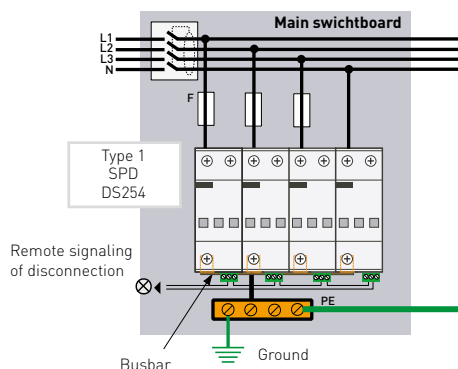 Main swichtboard
L1
L2
L3
N
F
Type 1
SPD
DS254
Remote signaling
of disconnection
PE
Ground
Busbar